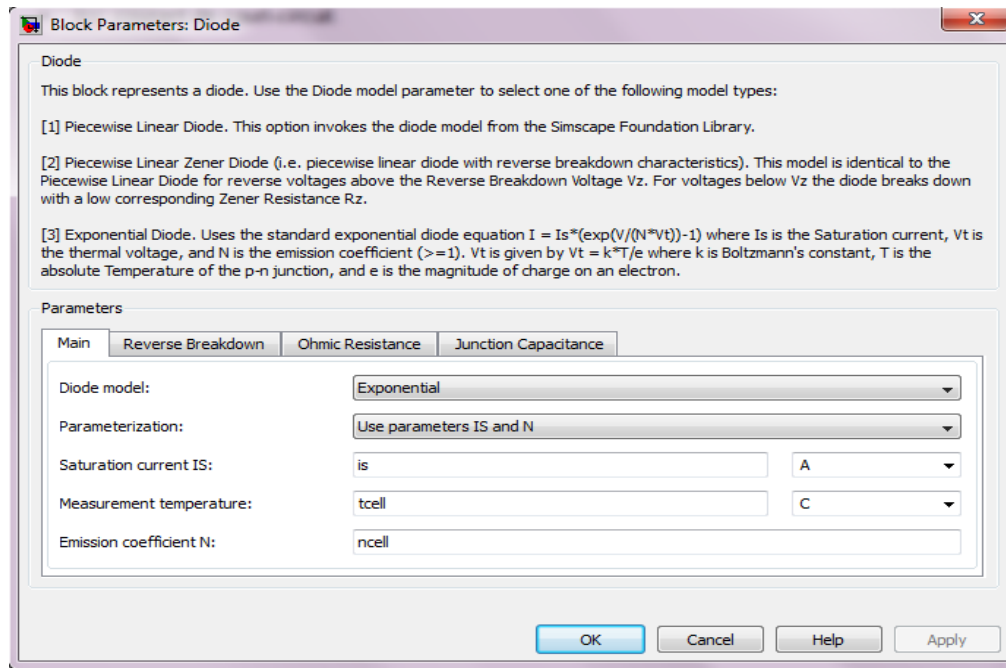 Block Parameters: Diode
Diode
This block represents a diode. Use the Diode model parameter to select one of the following model types:
[1] Piecewise Linear Diode. This option invokes the diode model from the Simscape Foundation Library.
[2] Piecewise Linear Zener Diode (i.e. piecewise linear diode with reverse breakdown characteristics). This model is identical to the
Piecewise Linear Diode for reverse voltages above the Reverse Breakdown Voltage Vz. For voltages below Vz the diode breaks down
with a low corresponding Zener Resistance Rz.
[3] Exponential Diode. Uses the standard exponential diode equation I = Is*(exp(V/(N*Vt))-1) where Is is the Saturation current, Vt is
the thermal voltage, and N is the emission coefficient (>=1). Vt is given by Vt = k*T/e where k is Boltzmann's constant, T is the
absolute Temperature of the p-n junction, and e is the magnitude of charge on an electron.
Parameters
Main Reverse Breakdown Ohmic Resistance Junction Capacitance
Diode model: Exponential
Parameterization: Use parameters IS and N
Saturation current IS: is A
Measurement temperature: tcell C
Emission coefficient N: ncell
OK Cancel Help Apply